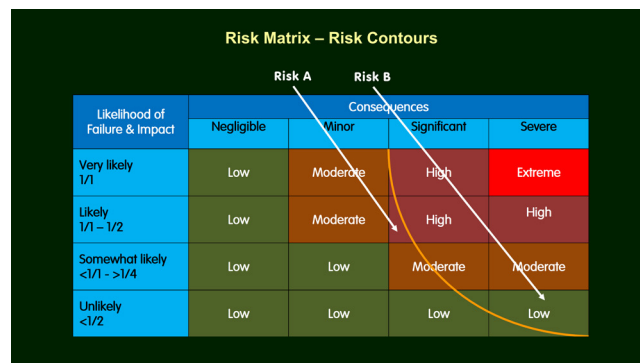 Risk Matrix – Risk Contours
Risk A
Risk B
Likelihood of
Failure & Impact
Consequences
Negligible
Minor
Significant
Severe
Very likely
1/1
Low
Moderate
High
Extreme
Likely
1/1 – 1/2
Low
Moderate
High
High
Somewhat likely
<1/1 - >1/4
Low
Low
Moderate
Moderate
Unlikely
<1/2
Low
Low
Low
Low